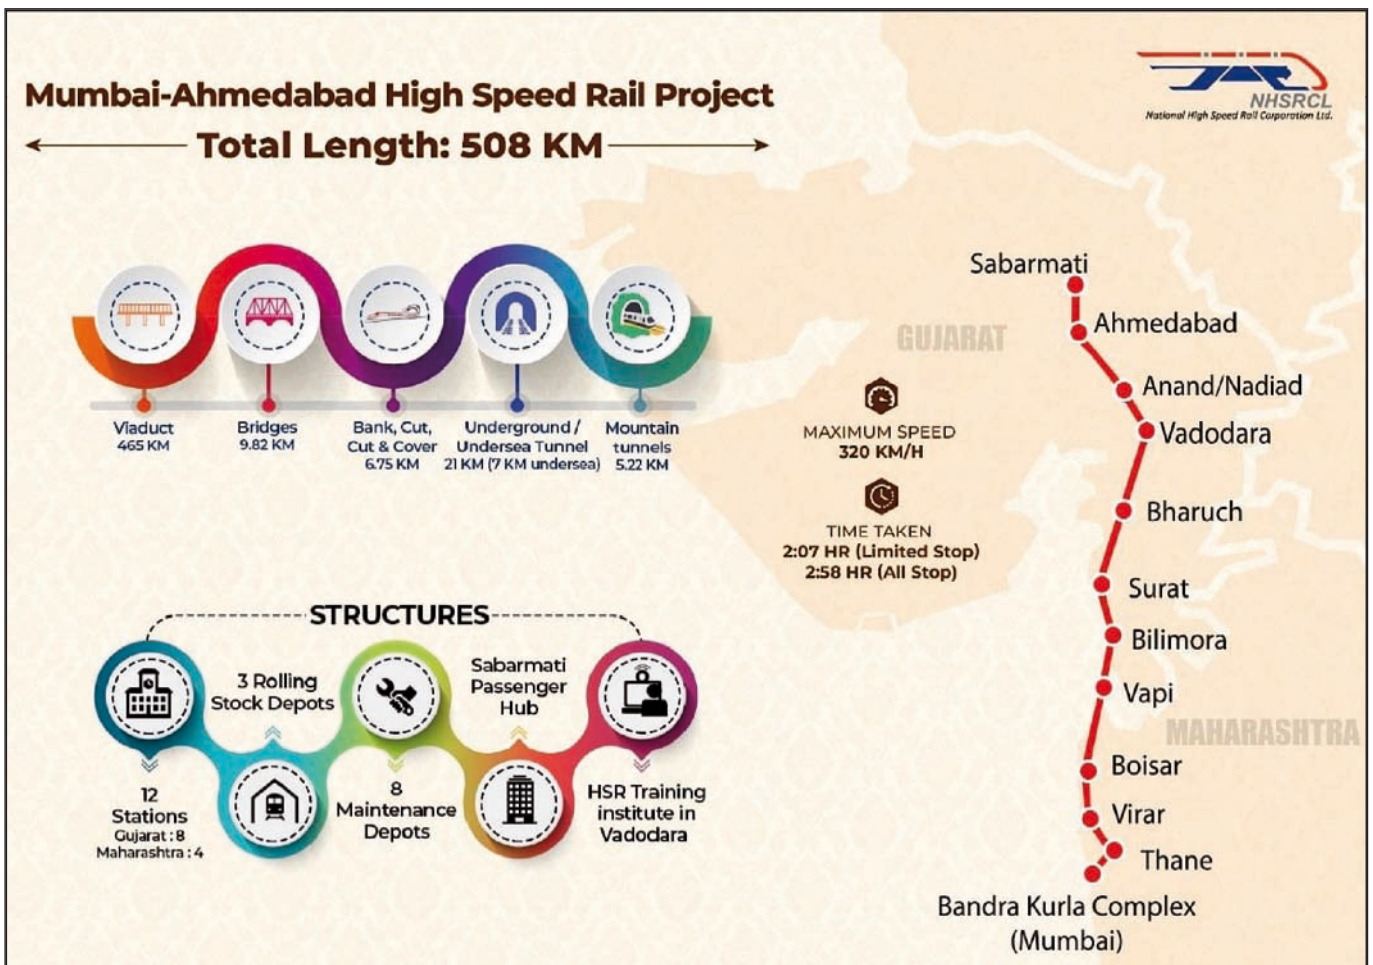 Mumbai-Ahmedabad High Speed Rail Project
Total Length: 508 KM
NHSRCL
National High Speed Rail Corporation Ltd.
Viaduct
465 KM
Bridges
9.82 KM
Bank, Cut,
Cut & Cover
6.75 KM
Underground /
Undersea Tunnel
21 KM (7 KM undersea)
Mountain
tunnels
5.22 KM
GUJARAT
MAXIMUM SPEED
320 KM/H
TIME TAKEN
2:07 HR (Limited Stop)
2:58 HR (All Stop)
Sabarmati
Ahmedabad
Anand/Nadiad
Vadodara
Bharuch
Surat
Bilimora
Vapi
MAHARASHTRA
Boisar
Virar
Thane
Bandra Kurla Complex
(Mumbai)
STRUCTURES
12
Stations
Gujarat : 8
Maharashtra : 4
3 Rolling
Stock Depots
8
Maintenance
Depots
Sabarmati
Passenger
Hub
HSR Training
institute in
Vadodara